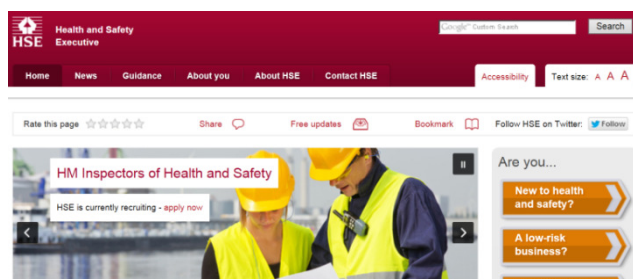 Health and Safety
Executive
HSE
Google™ Custom Search
Search
Home News Guidance About you About HSE Contact HSE
Accessibility
Text size: A A A
Rate this page
Share
Free updates
Bookmark
Follow HSE on Twitter:
Follow
HM Inspectors of Health and Safety
HSE is currently recruiting - apply now
Are you...
New to health
and safety?
A low-risk
business?